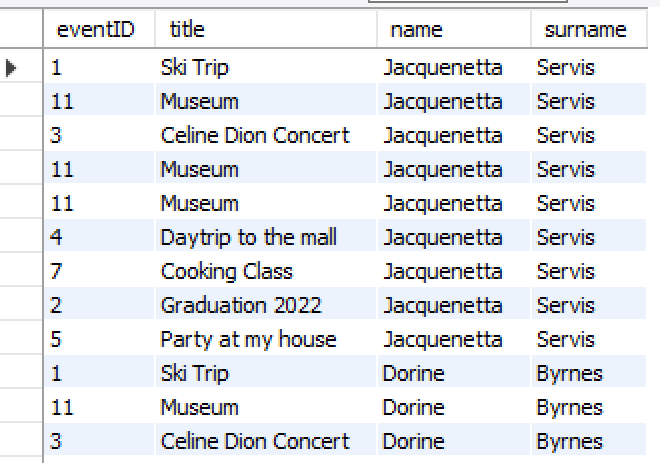 eventID title name surname
1 Ski Trip Jacquenetta Servis
11 Museum Jacquenetta Servis
3 Celine Dion Concert Jacquenetta Servis
11 Museum Jacquenetta Servis
11 Museum Jacquenetta Servis
4 Daytrip to the mall Jacquenetta Servis
7 Cooking Class Jacquenetta Servis
2 Graduation 2022 Jacquenetta Servis
5 Party at my house Jacquenetta Servis
1 Ski Trip Dorine Byrnes
11 Museum Dorine Byrnes
3 Celine Dion Concert Dorine Byrnes